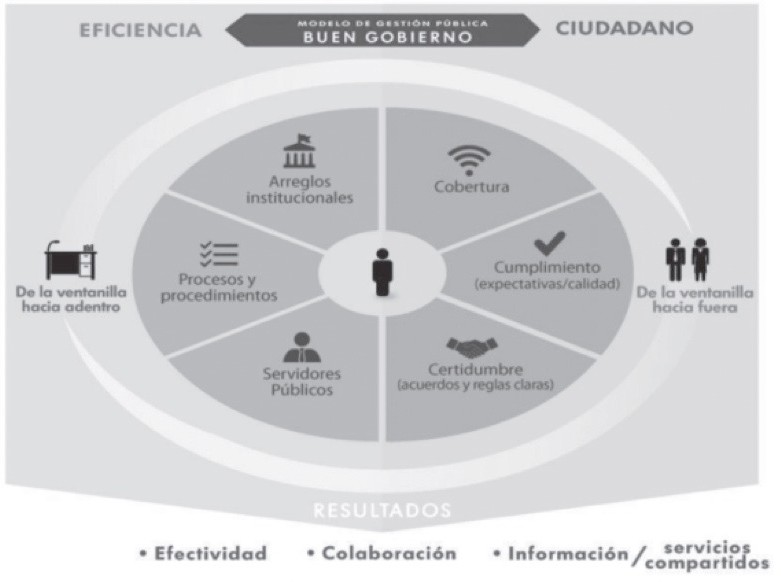 MODELO DE GESTIÓN PÚBLICA
EFICIENCIA
BUEN GOBIERNO
CIUDADANO
Arreglos
institucionales
Cobertura
Procesos y
procedimientos
Cumplimiento
(expectativas/calidad)
De la ventanilla
hacia adentro
De la ventanilla
hacia fuera
Servidores
Públicos
Certidumbre
(acuerdos y reglas claras)
RESULTADOS
• Efectividad
• Colaboración
• Información/servicios
compartidos